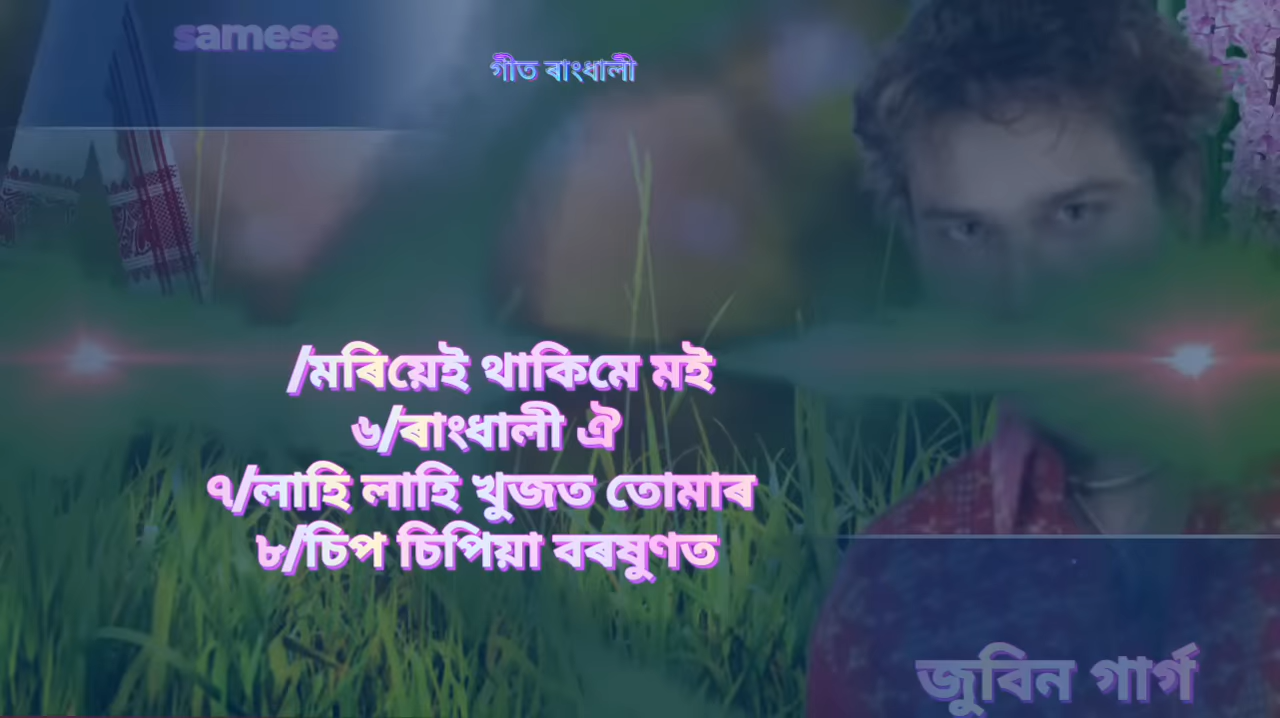 samese
গীত ৰাংধালী
/মৰিয়েই থাকিমে মই
৬/ৰাংধালী ঐ
৭/লাহি লাহি খুজত তোমাৰ
৮/চিপ চিপিয়া বৰষুণত
জুবিন গাৰ্গ